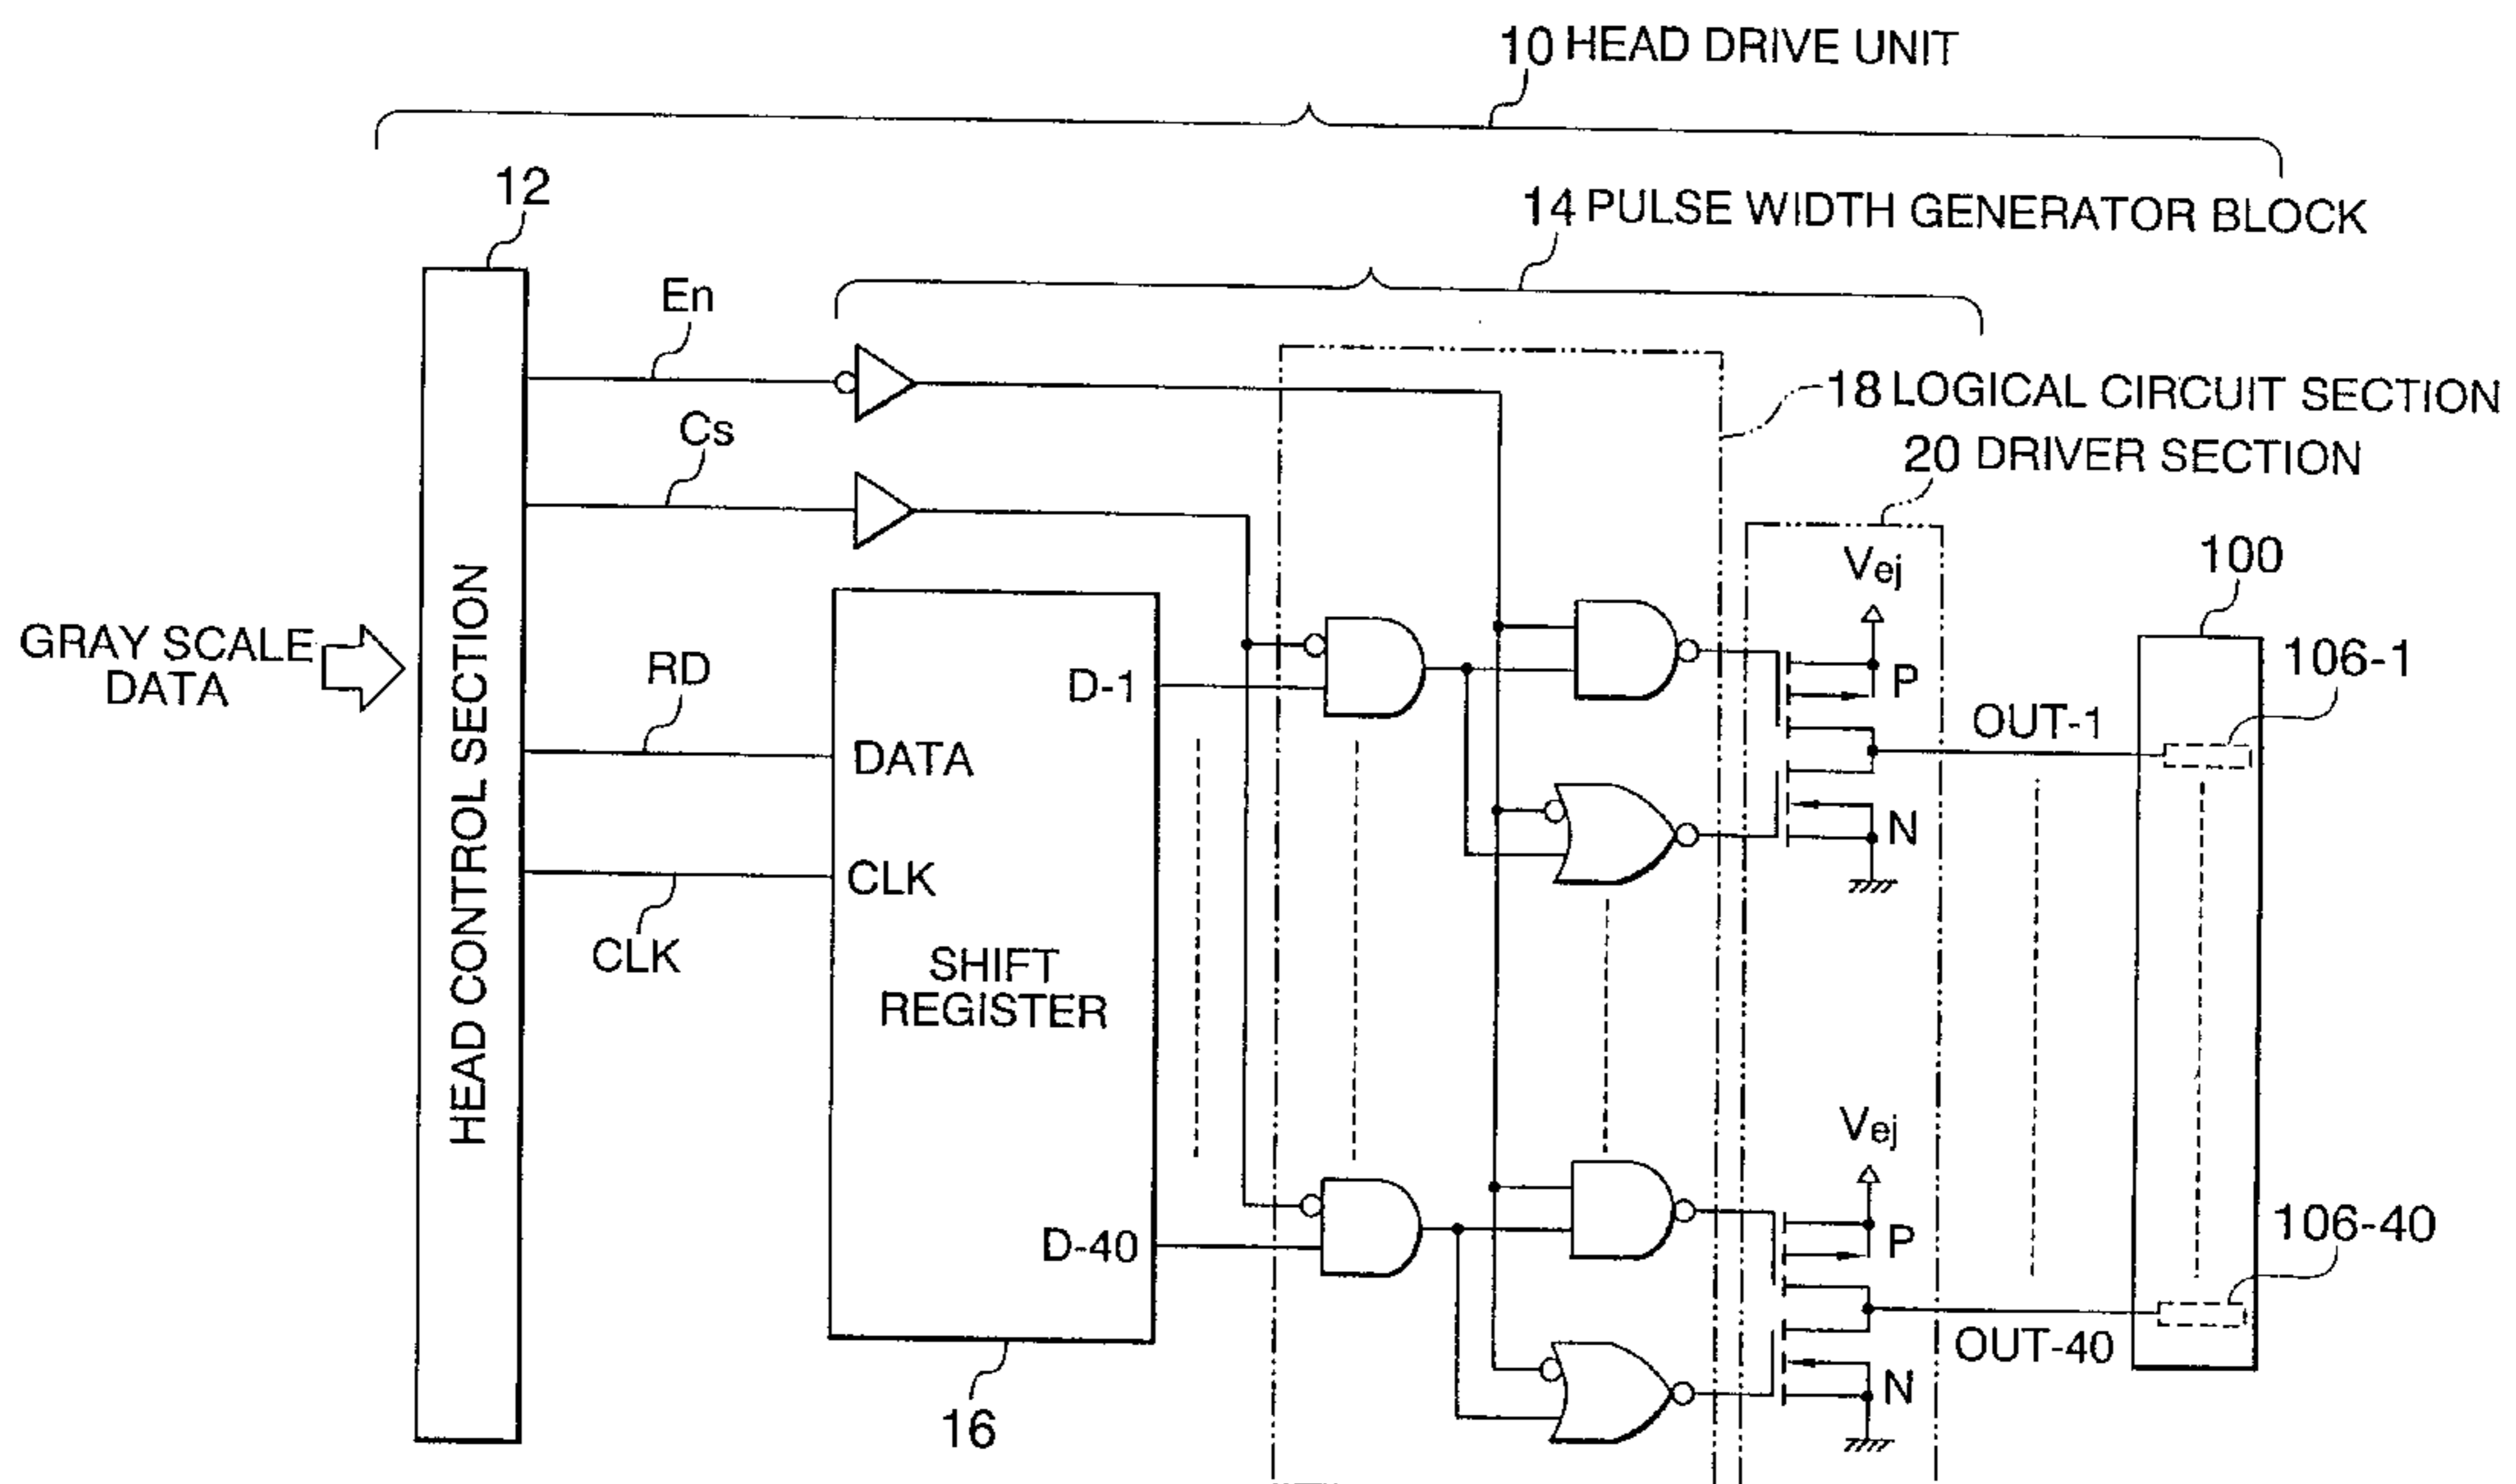 10 HEAD DRIVE UNIT
12
14 PULSE WIDTH GENERATOR BLOCK
En
18 LOGICAL CIRCUIT SECTION
Cs
20 DRIVER SECTION
Vej
100
HEAD CONTROL SECTION
GRAY SCALE
DATA
RD
D-1
P
106-1
OUT-1
DATA
N
CLK
CLK
SHIFT
REGISTER
Vej
D-40
P
106-40
OUT-40
N
16